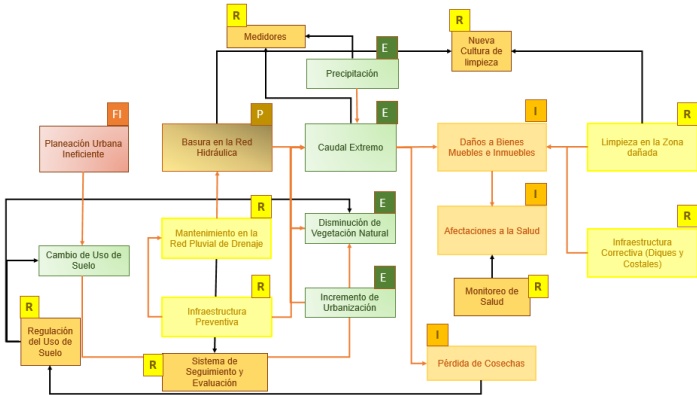 R
Medidores
R
Nueva
Cultura de
limpieza
E
Precipitación
FI
Planeación Urbana
Ineficiente
P
Basura en la Red
Hidráulica
E
Caudal Extremo
I
Daños a Bienes
Muebles e Inmuebles
R
Limpieza en la Zona
dañada
R
Mantenimiento en la
Red Pluvial de Drenaje
E
Disminución de
Vegetación Natural
I
Afectaciones a la Salud
R
Infraestructura
Correctiva (Diques y
Costales)
Cambio de Uso de
Suelo
R
Infraestructura
Preventiva
E
Incremento de
Urbanización
Monitoreo de
Salud
R
R
Regulación
del Uso de
Suelo
R
Sistema de
Seguimiento y
Evaluación
I
Pérdida de Cosechas